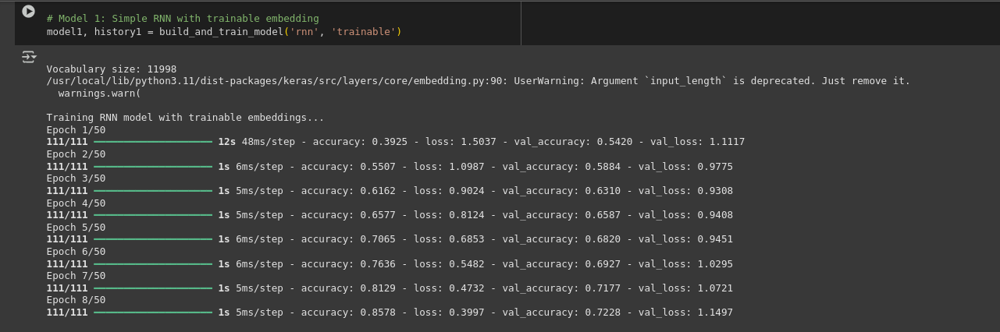 # Model 1: Simple RNN with trainable embedding
model1, history1 = build_and_train_model('rnn', 'trainable')
Vocabulary size: 11998
/usr/local/lib/python3.11/dist-packages/keras/src/layers/core/embedding.py:90: UserWarning: Argument `input_length` is deprecated. Just remove it.
  warnings.warn(
Training RNN model with trainable embeddings...
Epoch 1/50
111/111 ━━━━━━━━━━━━━━━━━━━━ 12s 48ms/step - accuracy: 0.3925 - loss: 1.5037 - val_accuracy: 0.5420 - val_loss: 1.1117
Epoch 2/50
111/111 ━━━━━━━━━━━━━━━━━━━━ 1s 6ms/step - accuracy: 0.5507 - loss: 1.0987 - val_accuracy: 0.5884 - val_loss: 0.9775
Epoch 3/50
111/111 ━━━━━━━━━━━━━━━━━━━━ 1s 5ms/step - accuracy: 0.6162 - loss: 0.9024 - val_accuracy: 0.6310 - val_loss: 0.9308
Epoch 4/50
111/111 ━━━━━━━━━━━━━━━━━━━━ 1s 5ms/step - accuracy: 0.6577 - loss: 0.8124 - val_accuracy: 0.6587 - val_loss: 0.9408
Epoch 5/50
111/111 ━━━━━━━━━━━━━━━━━━━━ 1s 6ms/step - accuracy: 0.7065 - loss: 0.6853 - val_accuracy: 0.6820 - val_loss: 0.9451
Epoch 6/50
111/111 ━━━━━━━━━━━━━━━━━━━━ 1s 6ms/step - accuracy: 0.7636 - loss: 0.5482 - val_accuracy: 0.6927 - val_loss: 1.0295
Epoch 7/50
111/111 ━━━━━━━━━━━━━━━━━━━━ 1s 5ms/step - accuracy: 0.8129 - loss: 0.4732 - val_accuracy: 0.7177 - val_loss: 1.0721
Epoch 8/50
111/111 ━━━━━━━━━━━━━━━━━━━━ 1s 5ms/step - accuracy: 0.8578 - loss: 0.3997 - val_accuracy: 0.7228 - val_loss: 1.1497